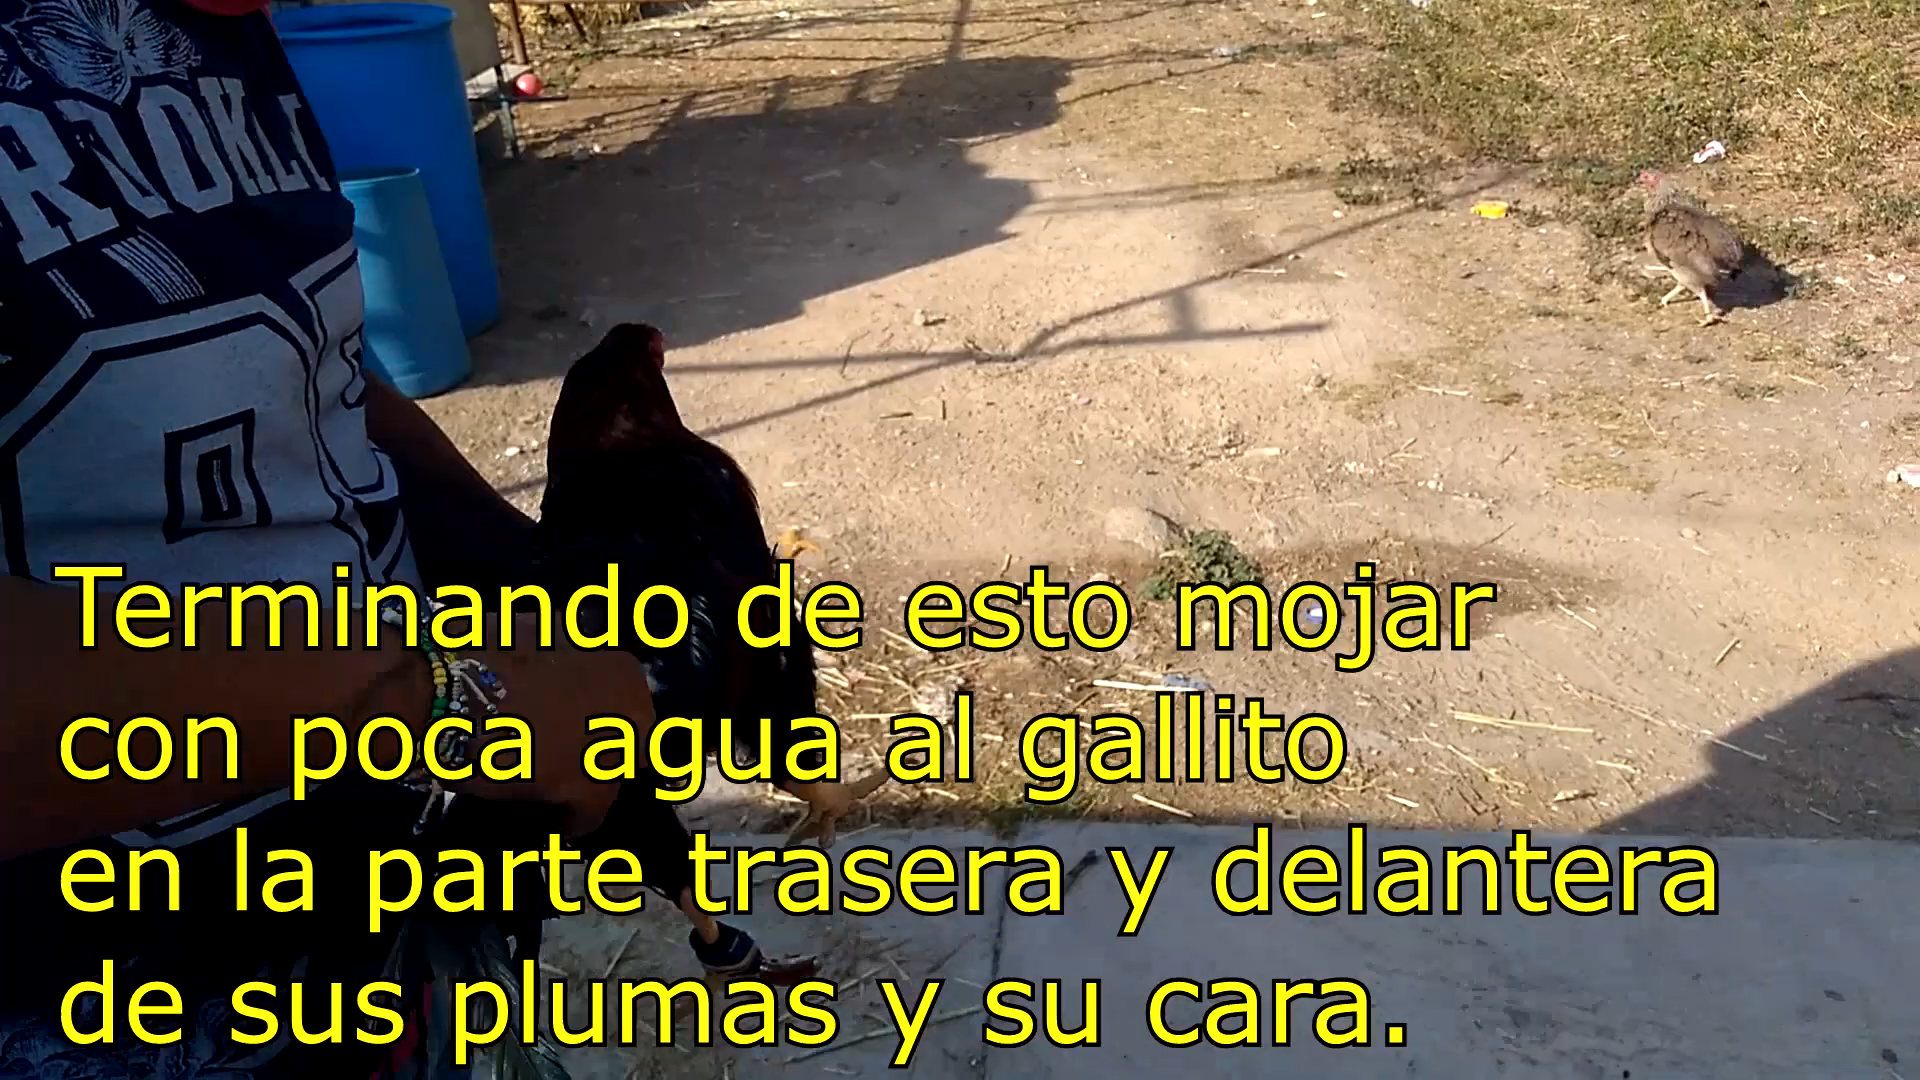 BROOKLY
Terminando de esto mojar
con poca agua al gallito
en la parte trasera y delantera
de sus plumas y su cara.